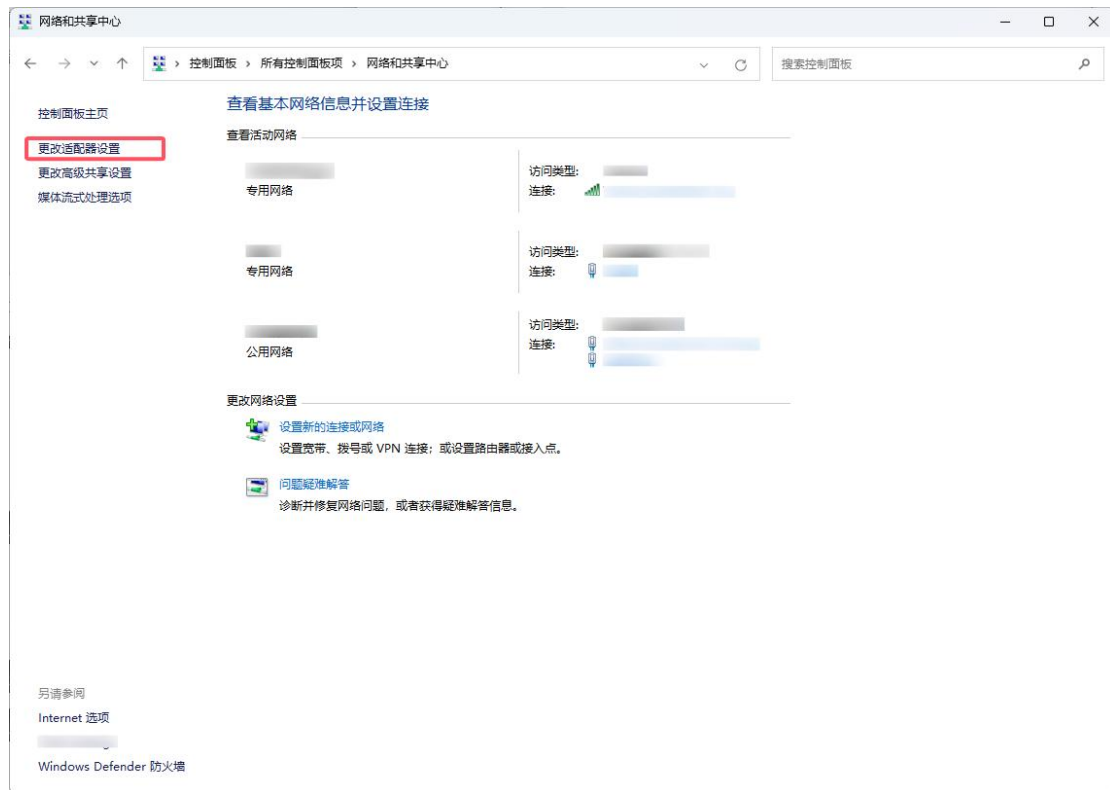 网络和共享中心
控制面板 › 所有控制面板项 › 网络和共享中心
搜索控制面板
控制面板主页
更改适配器设置
更改高级共享设置
媒体流式处理选项
查看基本网络信息并设置连接
查看活动网络
专用网络
访问类型:
连接:
专用网络
访问类型:
连接:
公用网络
访问类型:
连接:
更改网络设置
设置新的连接或网络
设置宽带、拨号或 VPN 连接；或设置路由器或接入点。
问题疑难解答
诊断并修复网络问题，或者获得疑难解答信息。
另请参阅
Internet 选项
Windows Defender 防火墙